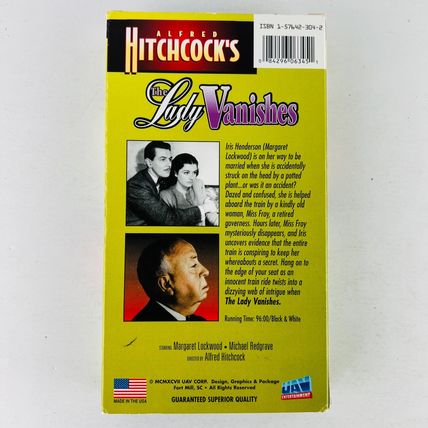 ALFRED
HITCHCOCK'S
ISBN 1-57642-304-2
0 84296 06345 1
The Lady Vanishes
Iris Henderson (Margaret
Lockwood) is on her way to be
married when she is accidentally
struck on the head by a potted
plant...or was it an accident?
Dazed and confused, she is helped
aboard the train by a kindly old
woman, Miss Froy, a retired
governess. Hours later, Miss Froy
mysteriously disappears, and Iris
uncovers evidence that the entire
train is conspiring to keep her
whereabouts a secret. Hang on to
the edge of your seat as an
innocent train ride twists into a
dizzying web of intrigue when
The Lady Vanishes.
Running Time: 96:00/Black & White
STARRING Margaret Lockwood • Michael Redgrave
DIRECTED BY Alfred Hitchcock
MADE IN THE USA
© MCMXCVII UAV CORP. Design, Graphics & Package
Fort Mill, SC • All Rights Reserved
GUARANTEED SUPERIOR QUALITY
UAV
ENTERTAINMENT